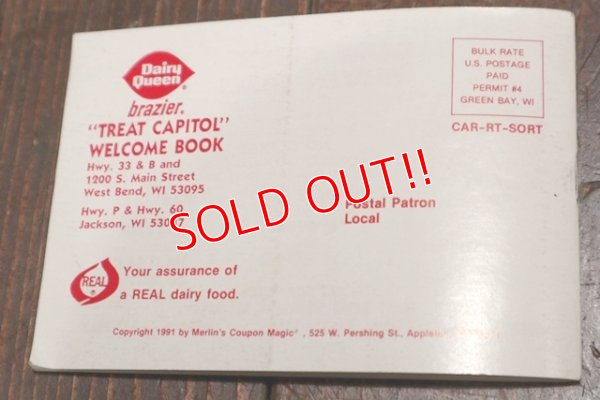 Dairy
Queen
brazier®
"TREAT CAPITOL"
WELCOME BOOK
Hwy. 33 & B and
1200 S. Main Street
West Bend, WI 53095
Hwy. P & Hwy. 60
Jackson, WI
BULK RATE
U.S. POSTAGE
PAID
PERMIT #4
GREEN BAY, WI
CAR-RT-SORT
SOLD OUT!!
Postal Patron
Local
REAL®
Your assurance of
a REAL dairy food.
Copyright 1991 by Merlin's Coupon Magic, 525 W. Pershing St.,